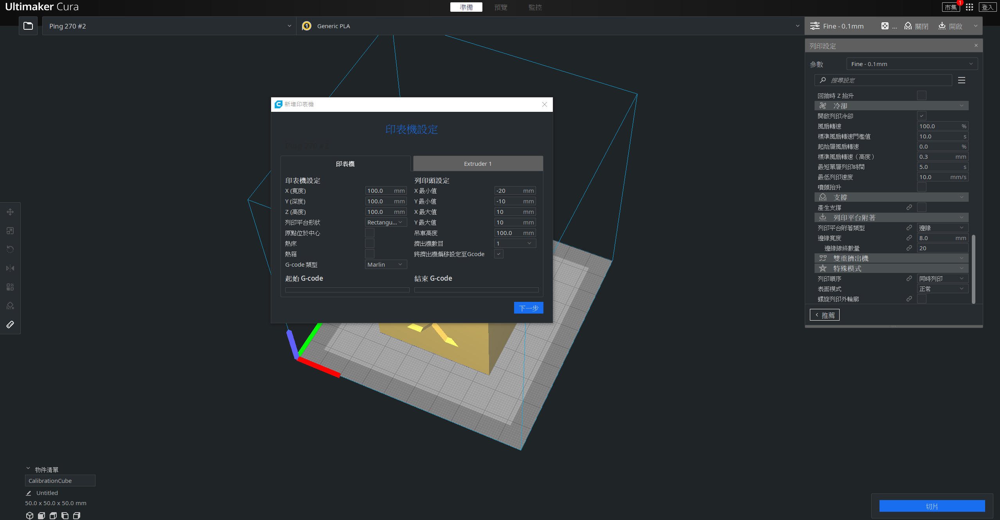 Ultimaker Cura
準備
預覽
監控
市集
1
登入
Ping 270 #2
1
Generic PLA
Fine - 0.1mm
...
關閉
開啟
列印設定
參數
Fine - 0.1mm
搜尋設定
回抽時 Z 抬升
冷卻
開啟列印冷卻
風扇轉速 100.0 %
標準風扇轉速門檻值 10.0 s
起始層風扇轉速 0.0 %
標準風扇轉速（高度） 0.3 mm
最短單層列印時間 5.0 s
最低列印速度 10.0 mm/s
噴頭抬升
支撐
產生支撐
列印平台附著
列印平台附著類型 邊緣
邊緣寬度 8.0 mm
邊緣線條數量 20
雙重擠出機
特殊模式
列印順序 同時列印
表面模式 正常
螺旋列印外輪廓
推薦
新增印表機
印表機設定
Ping 270 #2
印表機
Extruder 1
印表機設定
X (寬度) 100.0 mm
Y (深度) 100.0 mm
Z (高度) 100.0 mm
列印平台形狀 Rectangu...
原點位於中心
熱床
熱箱
G-code 類型 Marlin
起始 G-code
列印頭設定
X 最小值 -20 mm
Y 最小值 -10 mm
X 最大值 10 mm
Y 最大值 10 mm
吊車高度 100.0 mm
擠出機數目 1
將擠出機偏移設定至Gcode
結束 G-code
下一步
物件清單
CalibrationCube
Untitled
50.0 x 50.0 x 50.0 mm
切片